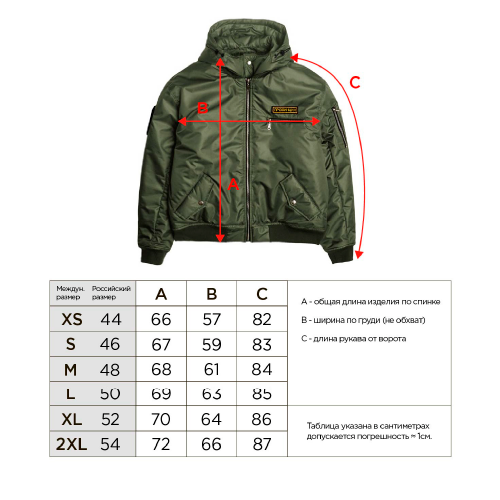 C
B
A
Междун. размер Российский размер A B C
XS 44 66 57 82
S 46 67 59 83
M 48 68 61 84
L 50 69 63 85
XL 52 70 64 86
2XL 54 72 66 87
A - общая длина изделия по спинке
B - ширина по груди (не обхват)
C - длина рукава от ворота
Таблица указана в сантиметрах
допускается погрешность ≈ 1см.